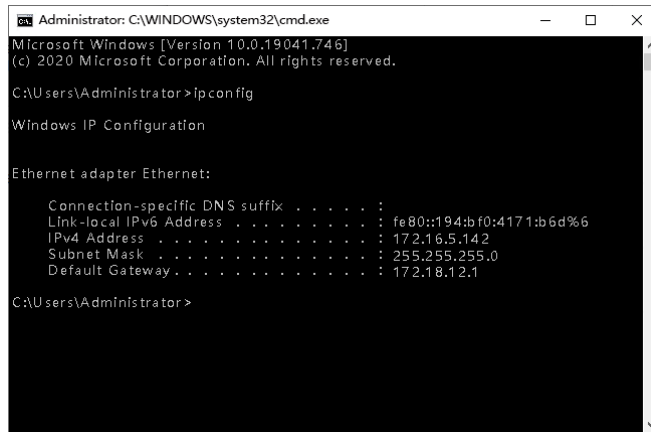 Administrator: C:\WINDOWS\system32\cmd.exe
Microsoft Windows [Version 10.0.19041.746]
(c) 2020 Microsoft Corporation. All rights reserved.
C:\Users\Administrator>ipconfig
Windows IP Configuration
Ethernet adapter Ethernet:
Connection-specific DNS suffix . . . . . :
Link-local IPv6 Address . . . . . . . . . : fe80::194:bf0:4171:b6d%6
IPv4 Address . . . . . . . . . . . . . . : 172.16.5.142
Subnet Mask . . . . . . . . . . . . . . : 255.255.255.0
Default Gateway. . . . . . . . . . . . . : 172.18.12.1
C:\Users\Administrator>